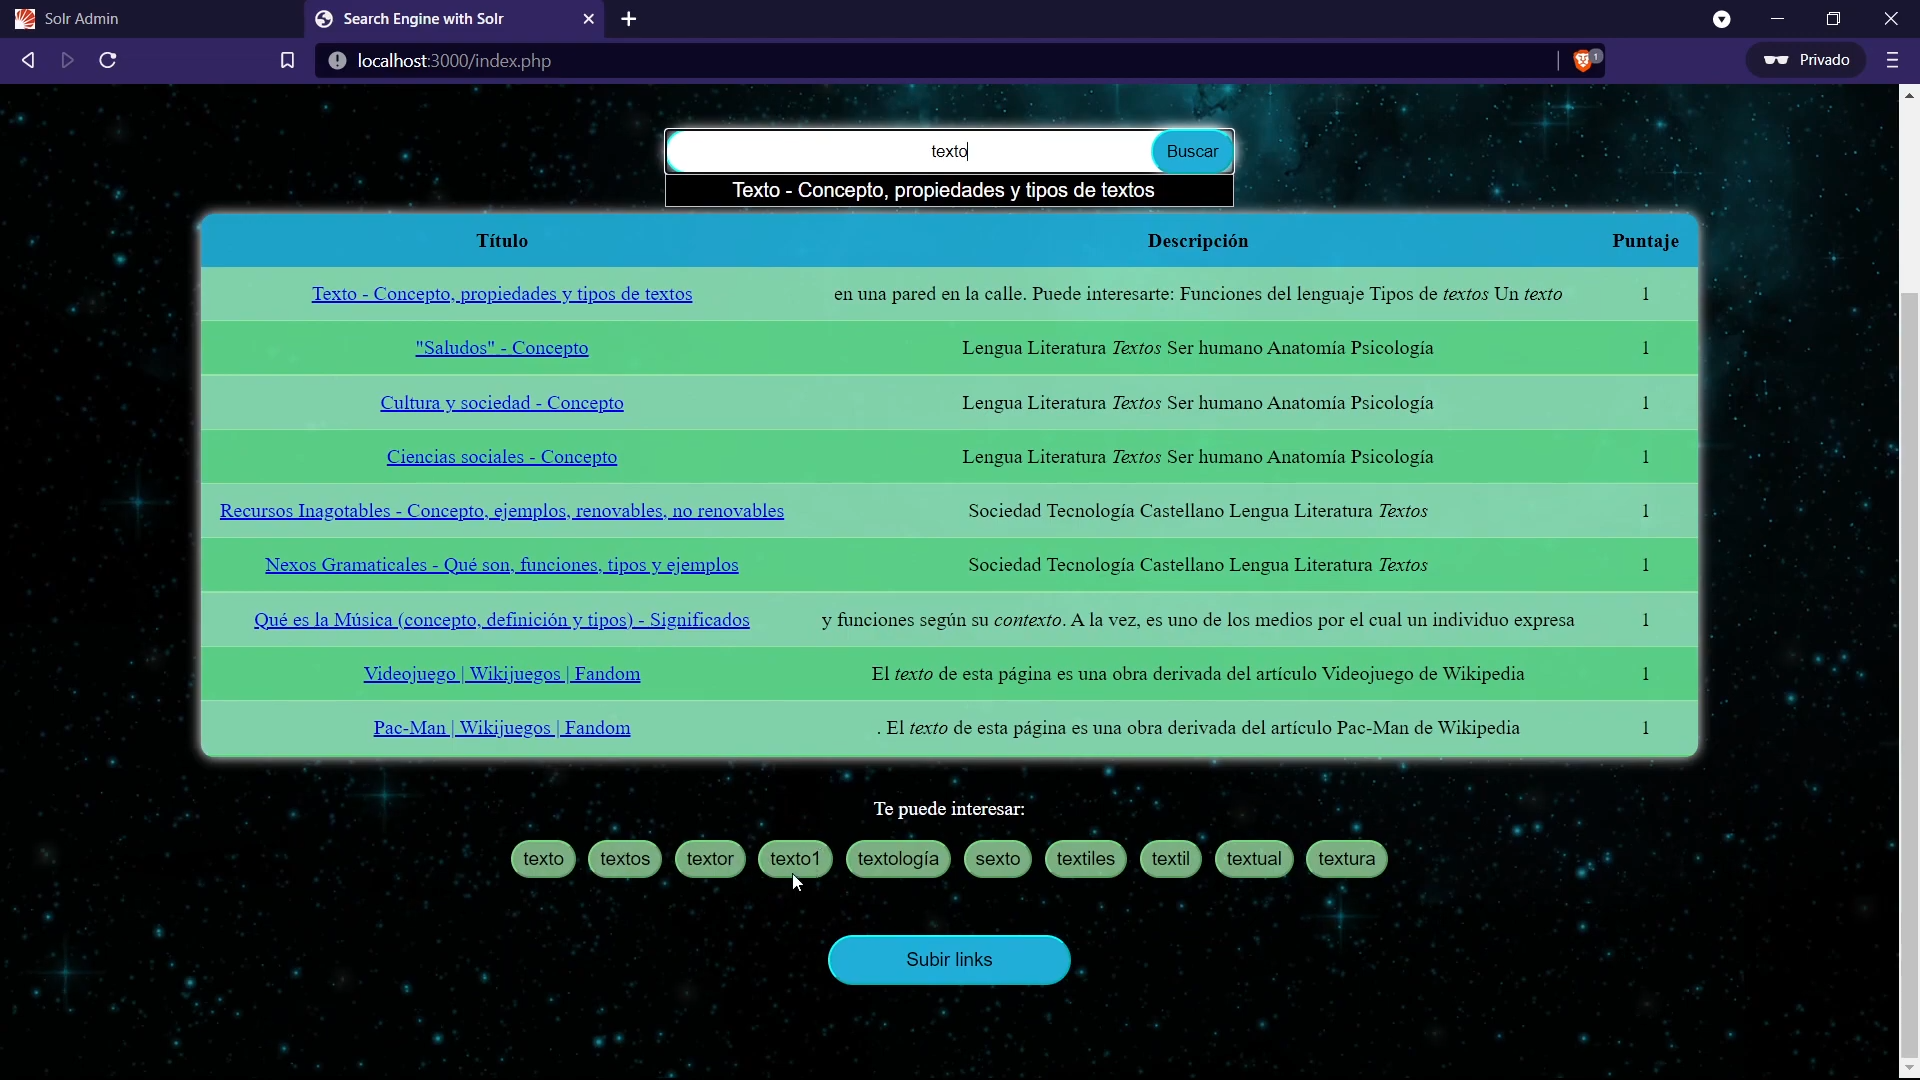 Solr Admin
Search Engine with Solr
localhost:3000/index.php
1
Privado
texto
Buscar
Texto - Concepto, propiedades y tipos de textos
Título Descripción Puntaje
Texto - Concepto, propiedades y tipos de textos en una pared en la calle. Puede interesarte: Funciones del lenguaje Tipos de textos Un texto 1
"Saludos" - Concepto Lengua Literatura Textos Ser humano Anatomía Psicología 1
Cultura y sociedad - Concepto Lengua Literatura Textos Ser humano Anatomía Psicología 1
Ciencias sociales - Concepto Lengua Literatura Textos Ser humano Anatomía Psicología 1
Recursos Inagotables - Concepto, ejemplos, renovables, no renovables Sociedad Tecnología Castellano Lengua Literatura Textos 1
Nexos Gramaticales - Qué son, funciones, tipos y ejemplos Sociedad Tecnología Castellano Lengua Literatura Textos 1
Qué es la Música (concepto, definición y tipos) - Significados y funciones según su contexto. A la vez, es uno de los medios por el cual un individuo expresa 1
Videojuego | Wikijuegos | Fandom El texto de esta página es una obra derivada del artículo Videojuego de Wikipedia 1
Pac-Man | Wikijuegos | Fandom . El texto de esta página es una obra derivada del artículo Pac-Man de Wikipedia 1
Te puede interesar:
texto textos textor texto1 textología sexto textiles textil textual textura
Subir links